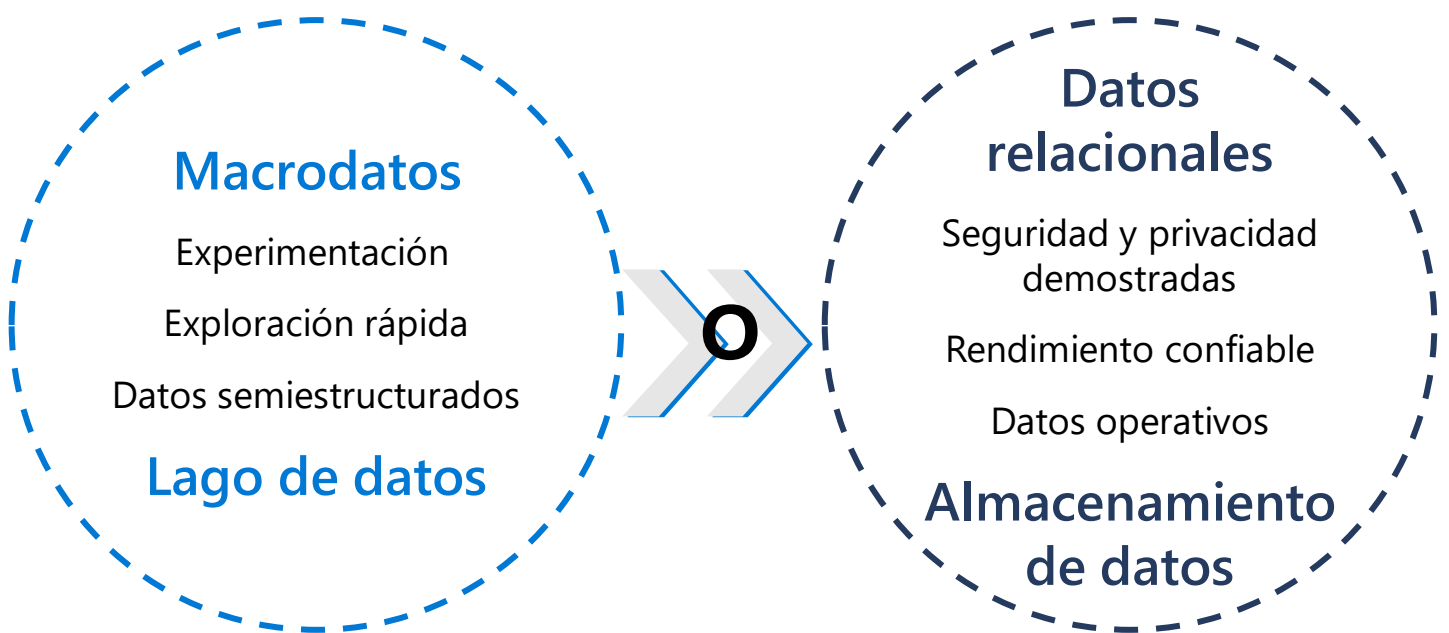 Macrodatos
Experimentación
Exploración rápida
Datos semiestructurados
Lago de datos
O
Datos
relacionales
Seguridad y privacidad
demostradas
Rendimiento confiable
Datos operativos
Almacenamiento
de datos